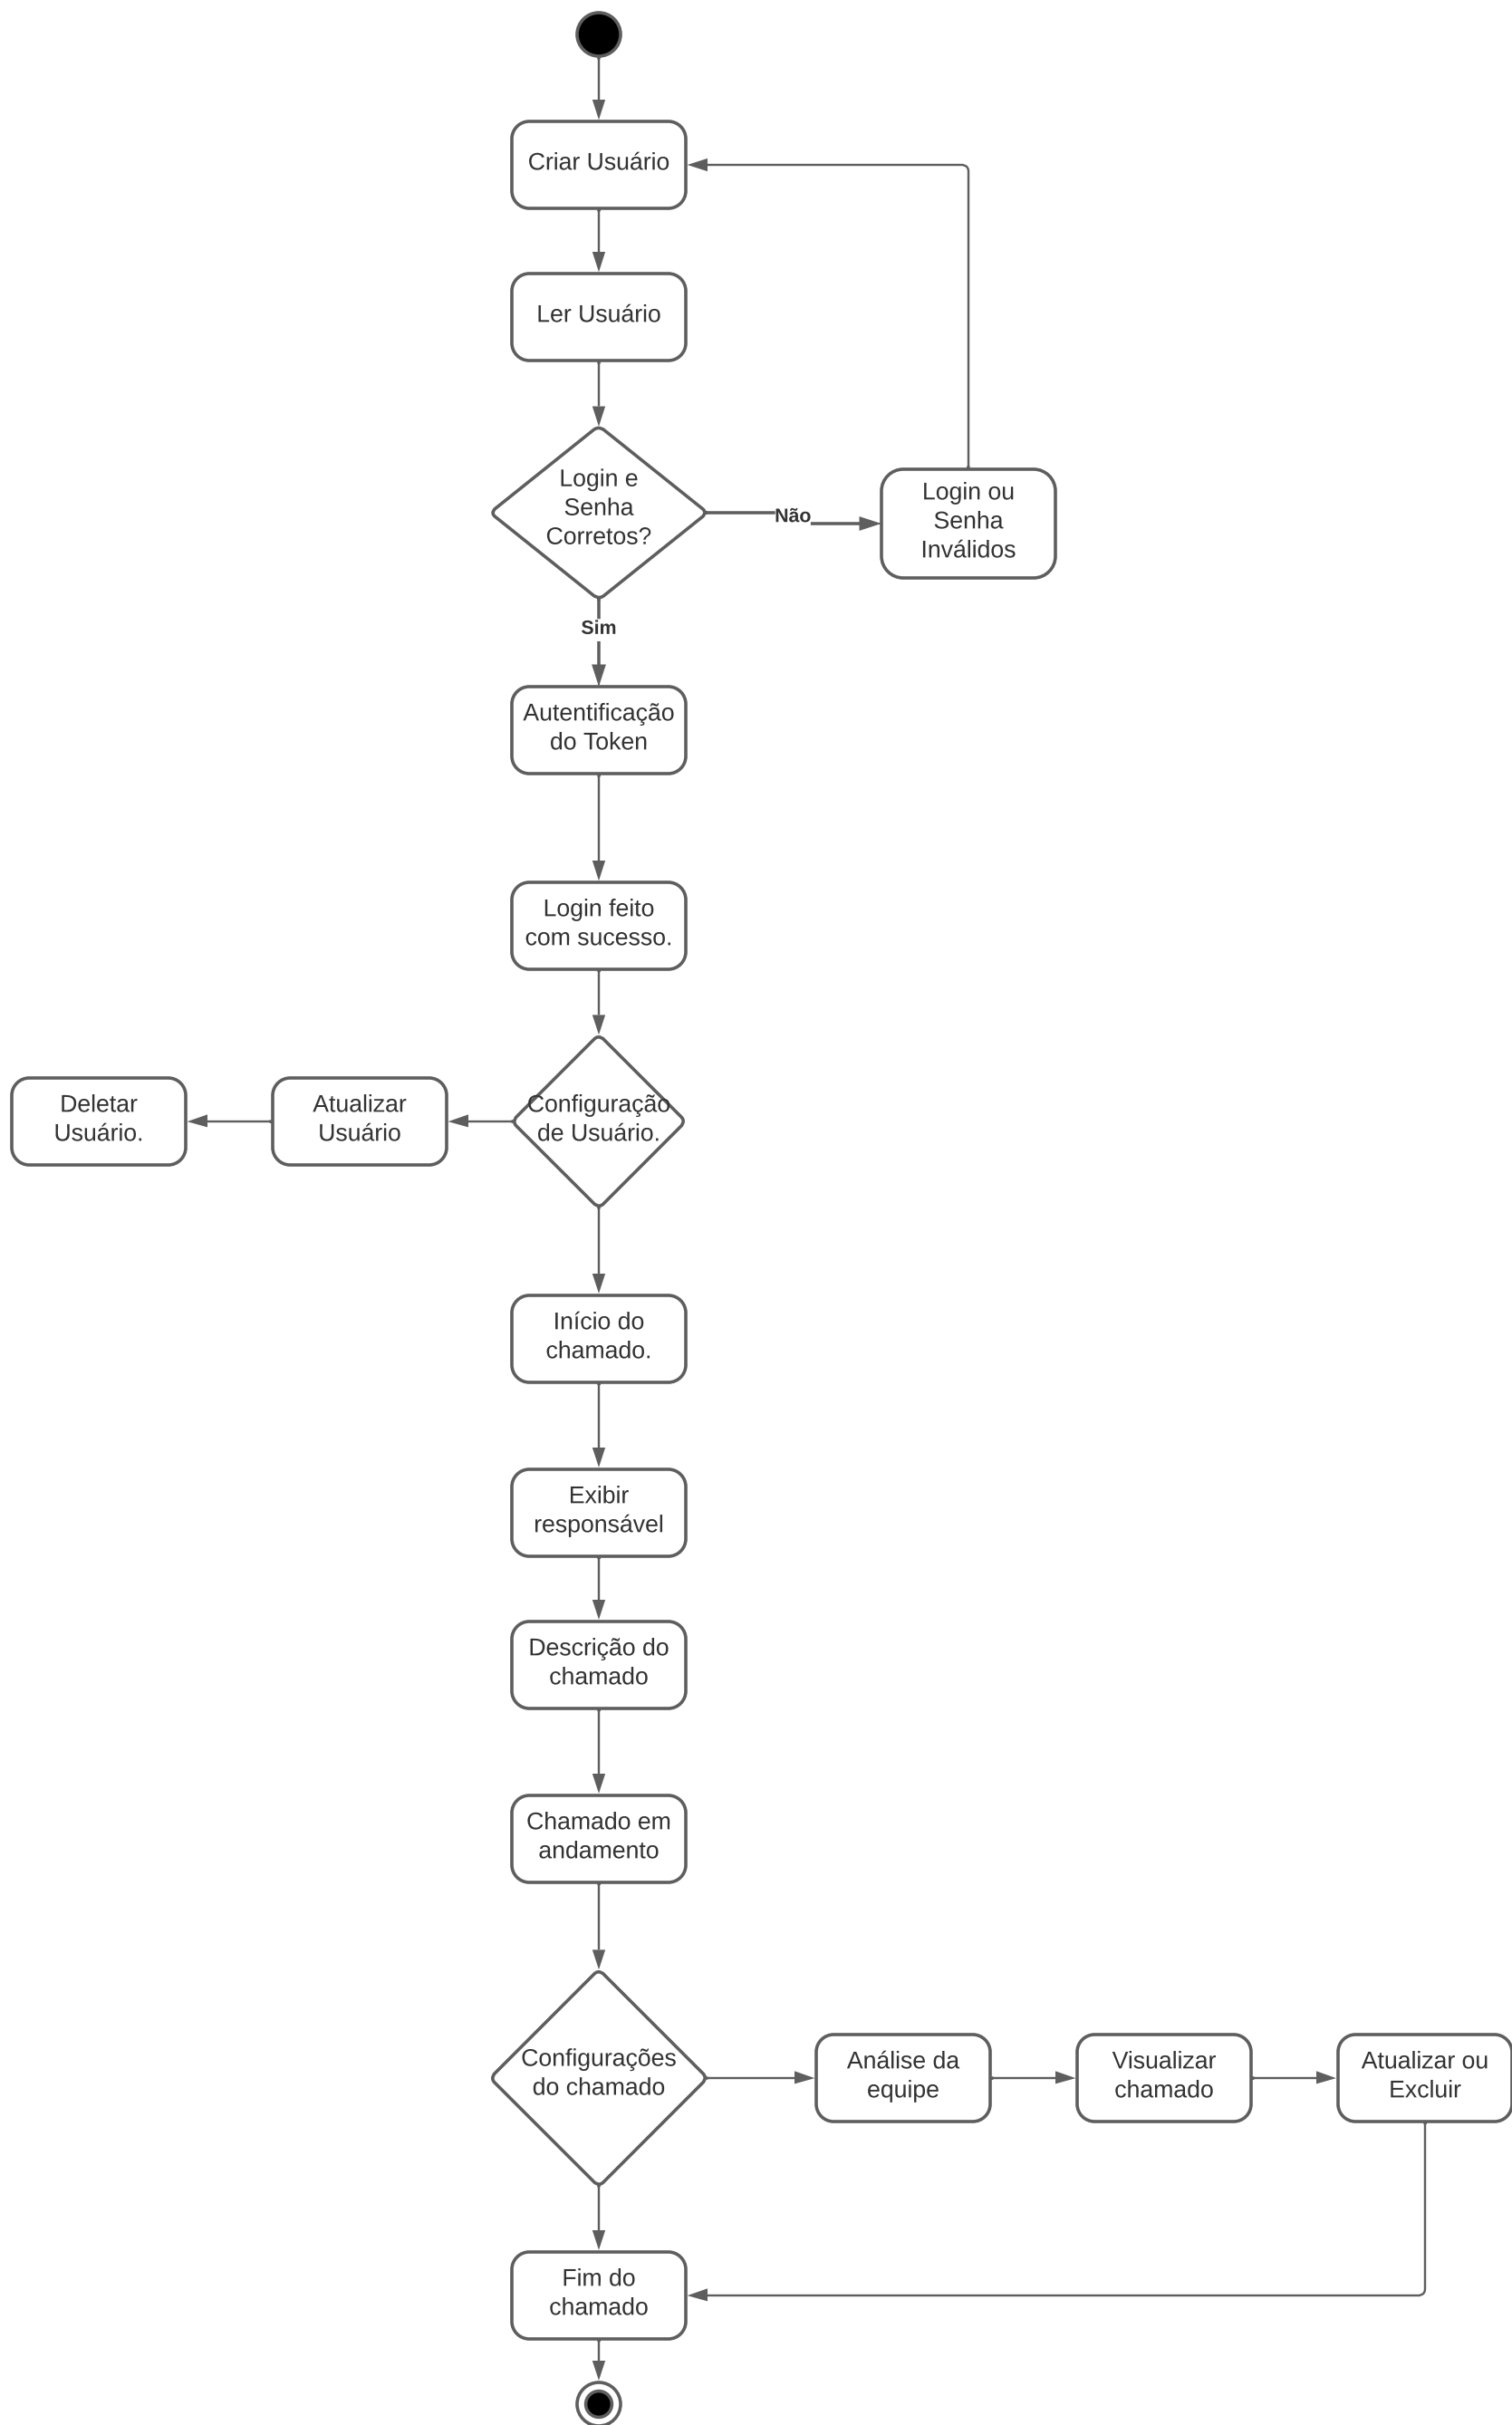 Criar Usuário
Ler Usuário
Login e
Senha
Corretos?
Não
Login ou
Senha
Inválidos
Sim
Autentificação
do Token
Login feito
com sucesso.
Deletar
Usuário.
Atualizar
Usuário
Configuração
de Usuário.
Início do
chamado.
Exibir
responsável
Descrição do
chamado
Chamado em
andamento
Configurações
do chamado
Análise da
equipe
Visualizar
chamado
Atualizar ou
Excluir
Fim do
chamado